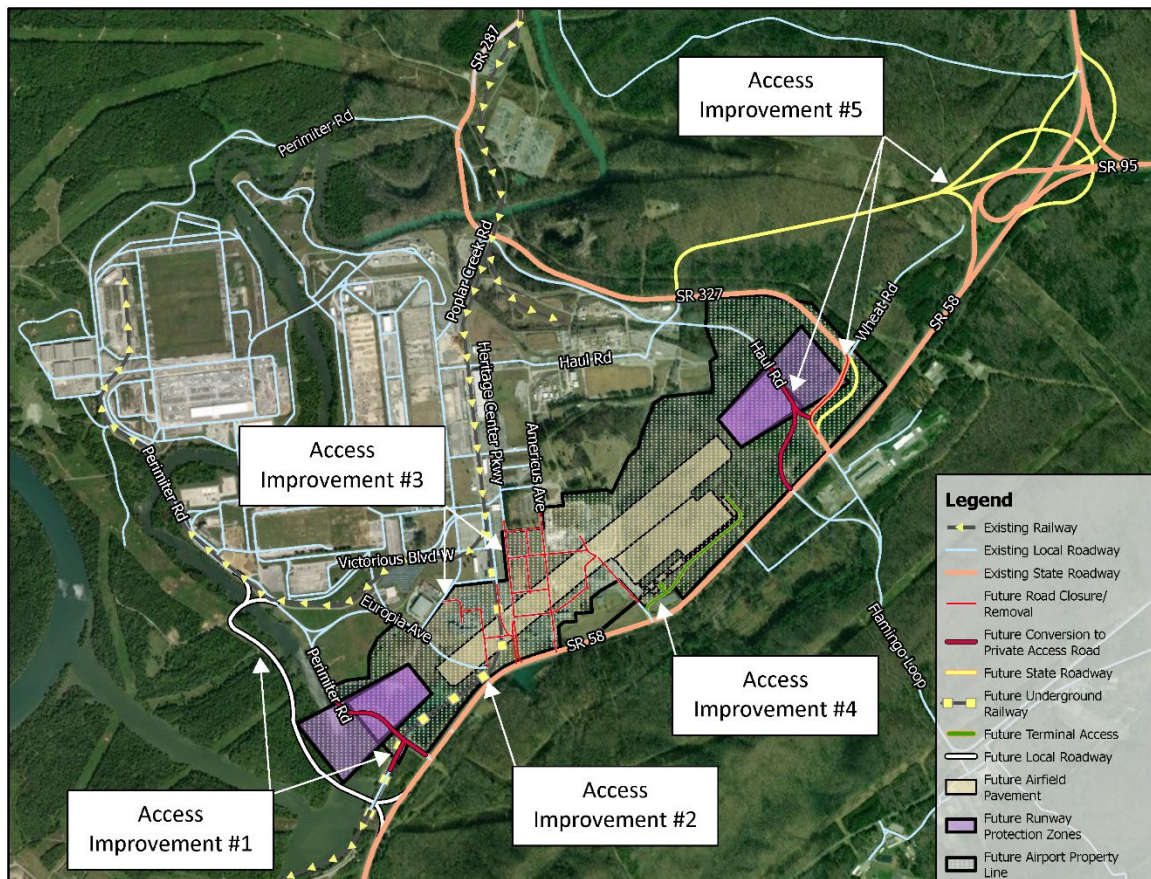 SR 287
Access
Improvement #5
Perimiter Rd
SR 95
Poplar Creek Rd
SR 327
Wheat Rd
SR 58
Haul Rd
Haul Rd
Heritage Center Pkwy
Americus Ave
Access
Improvement #3
Perimiter Rd
Victorious Blvd W
Europia Ave
SR 58
Flamingo Loop
Perimiter Rd
Access
Improvement #4
Access
Improvement #2
Access
Improvement #1
Legend
Existing Railway
Existing Local Roadway
Existing State Roadway
Future Road Closure/
Removal
Future Conversion to
Private Access Road
Future State Roadway
Future Underground
Railway
Future Terminal Access
Future Local Roadway
Future Airfield
Pavement
Future Runway
Protection Zones
Future Airport Property
Line